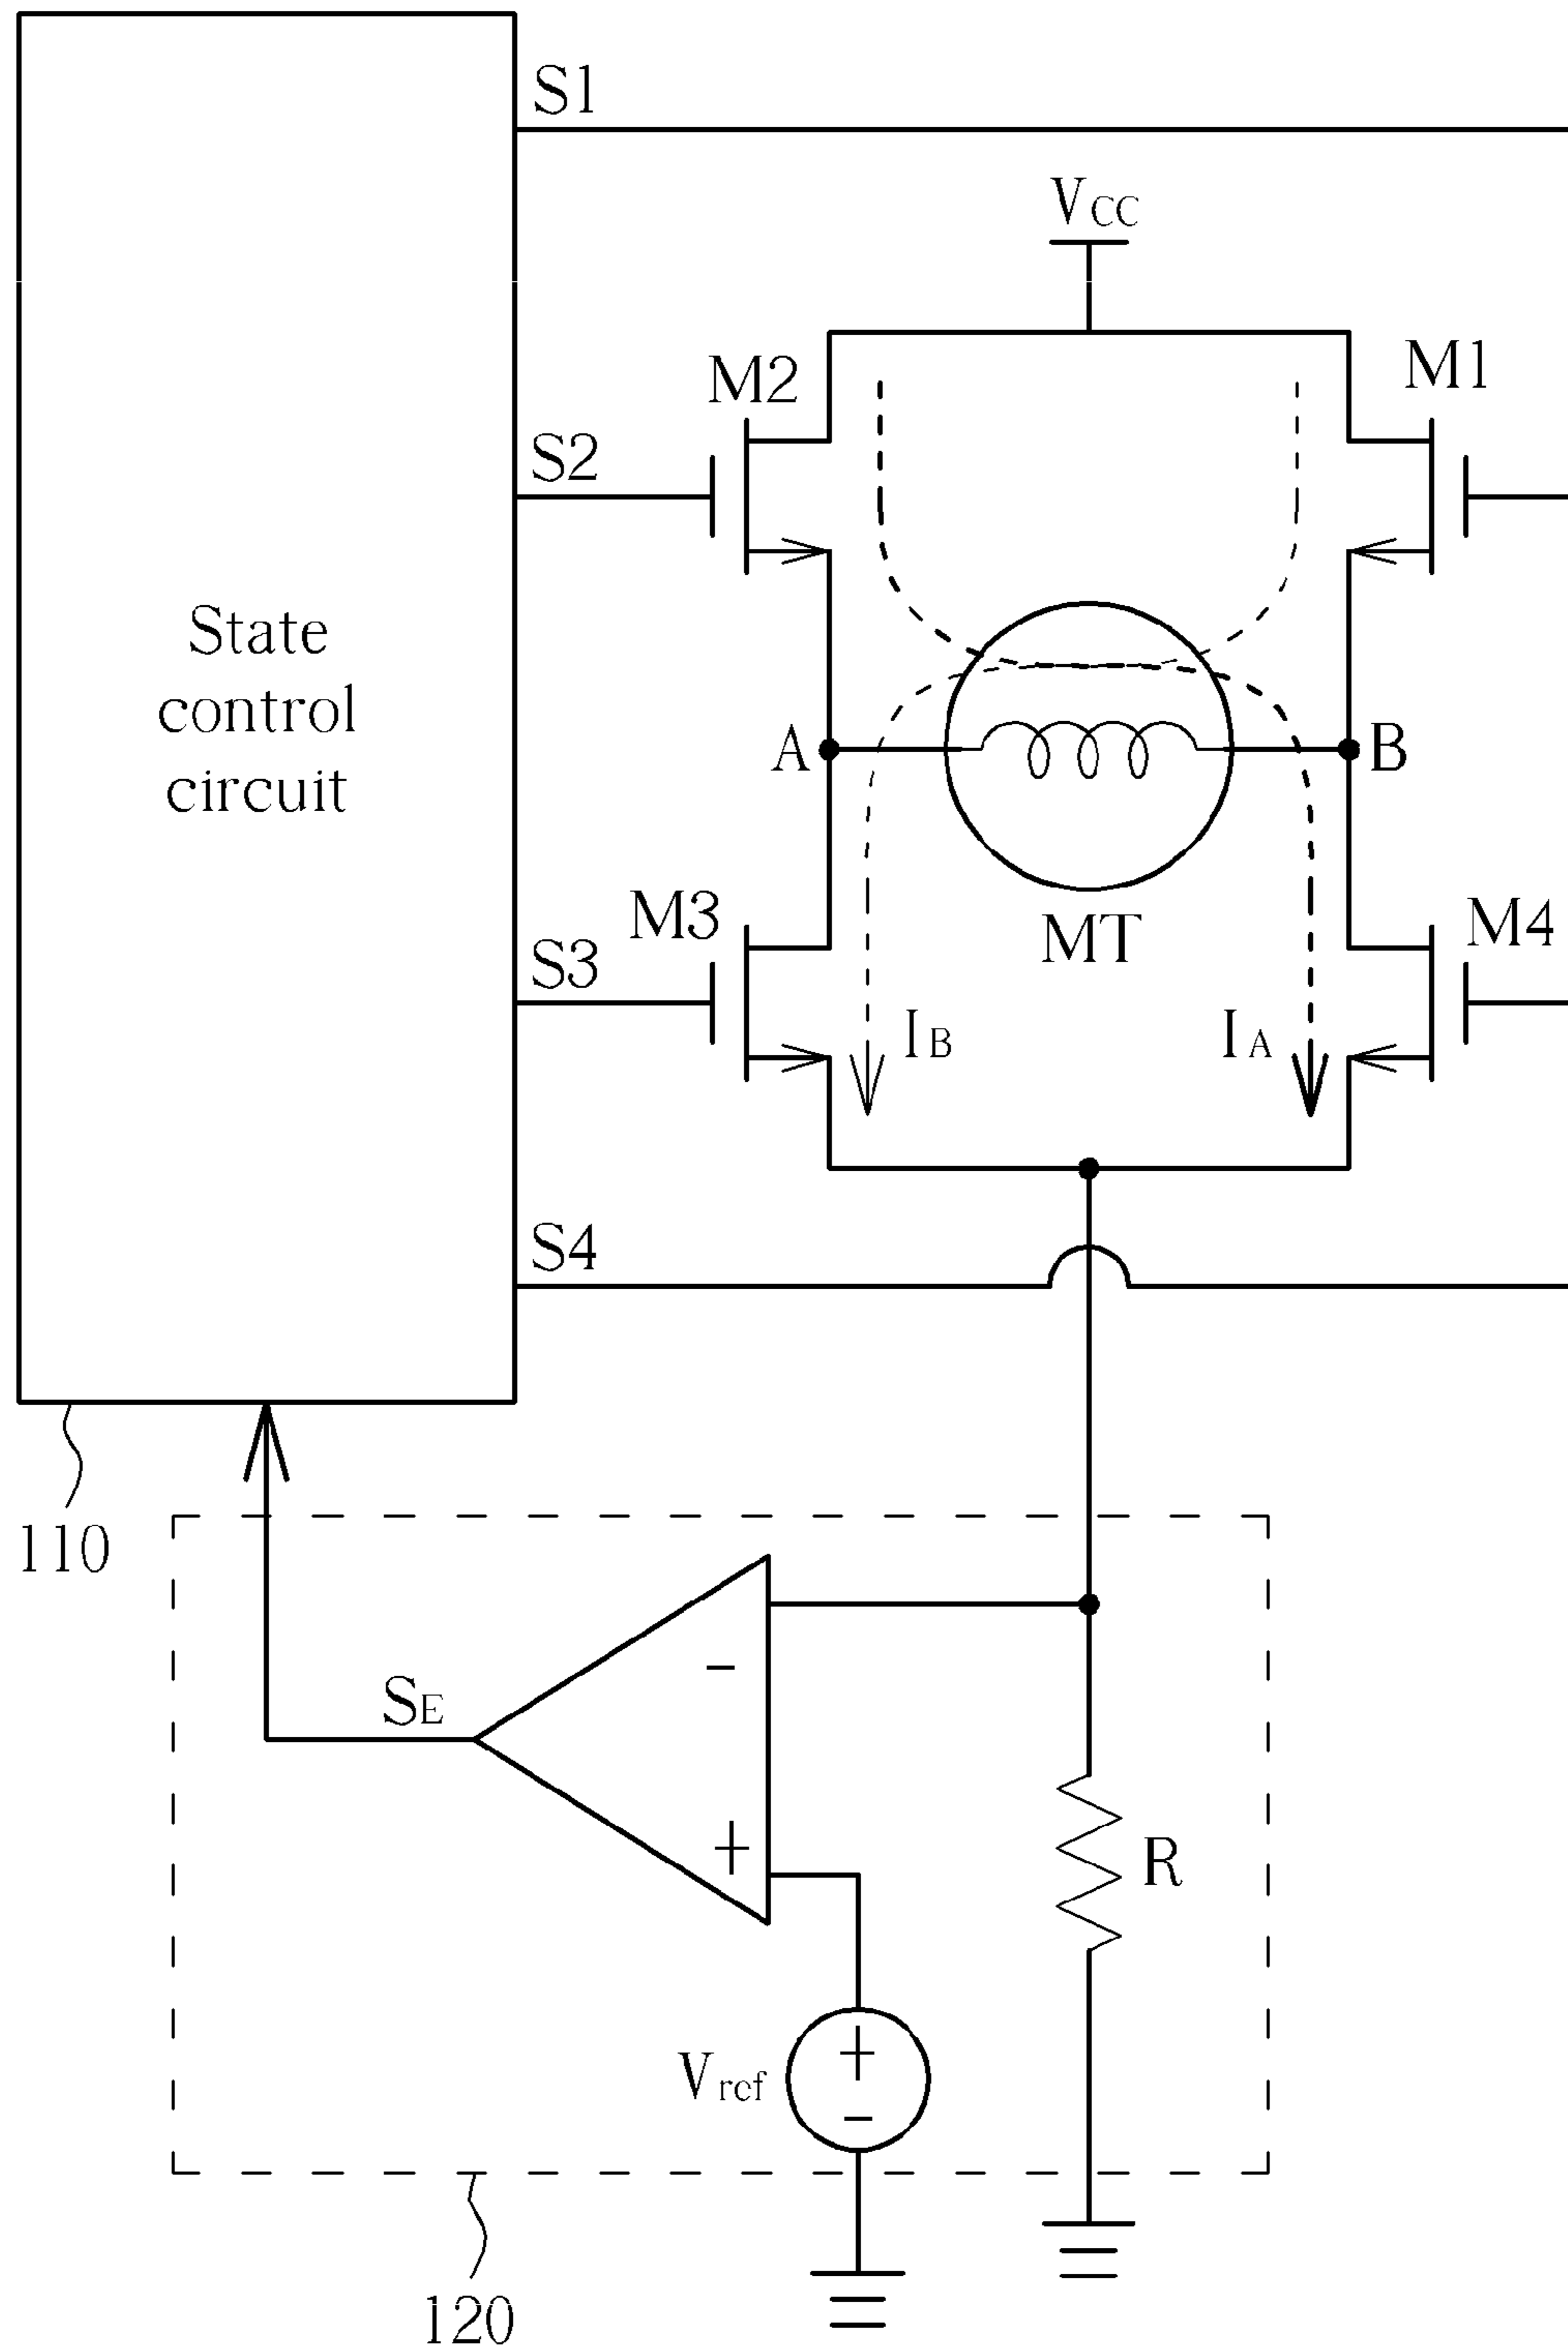 S1
VCC
M2
M1
S2
State
control
circuit
A
B
M3
MT
M4
S3
IB
IA
S4
110
-
SE
+
R
Vref
+
-
120